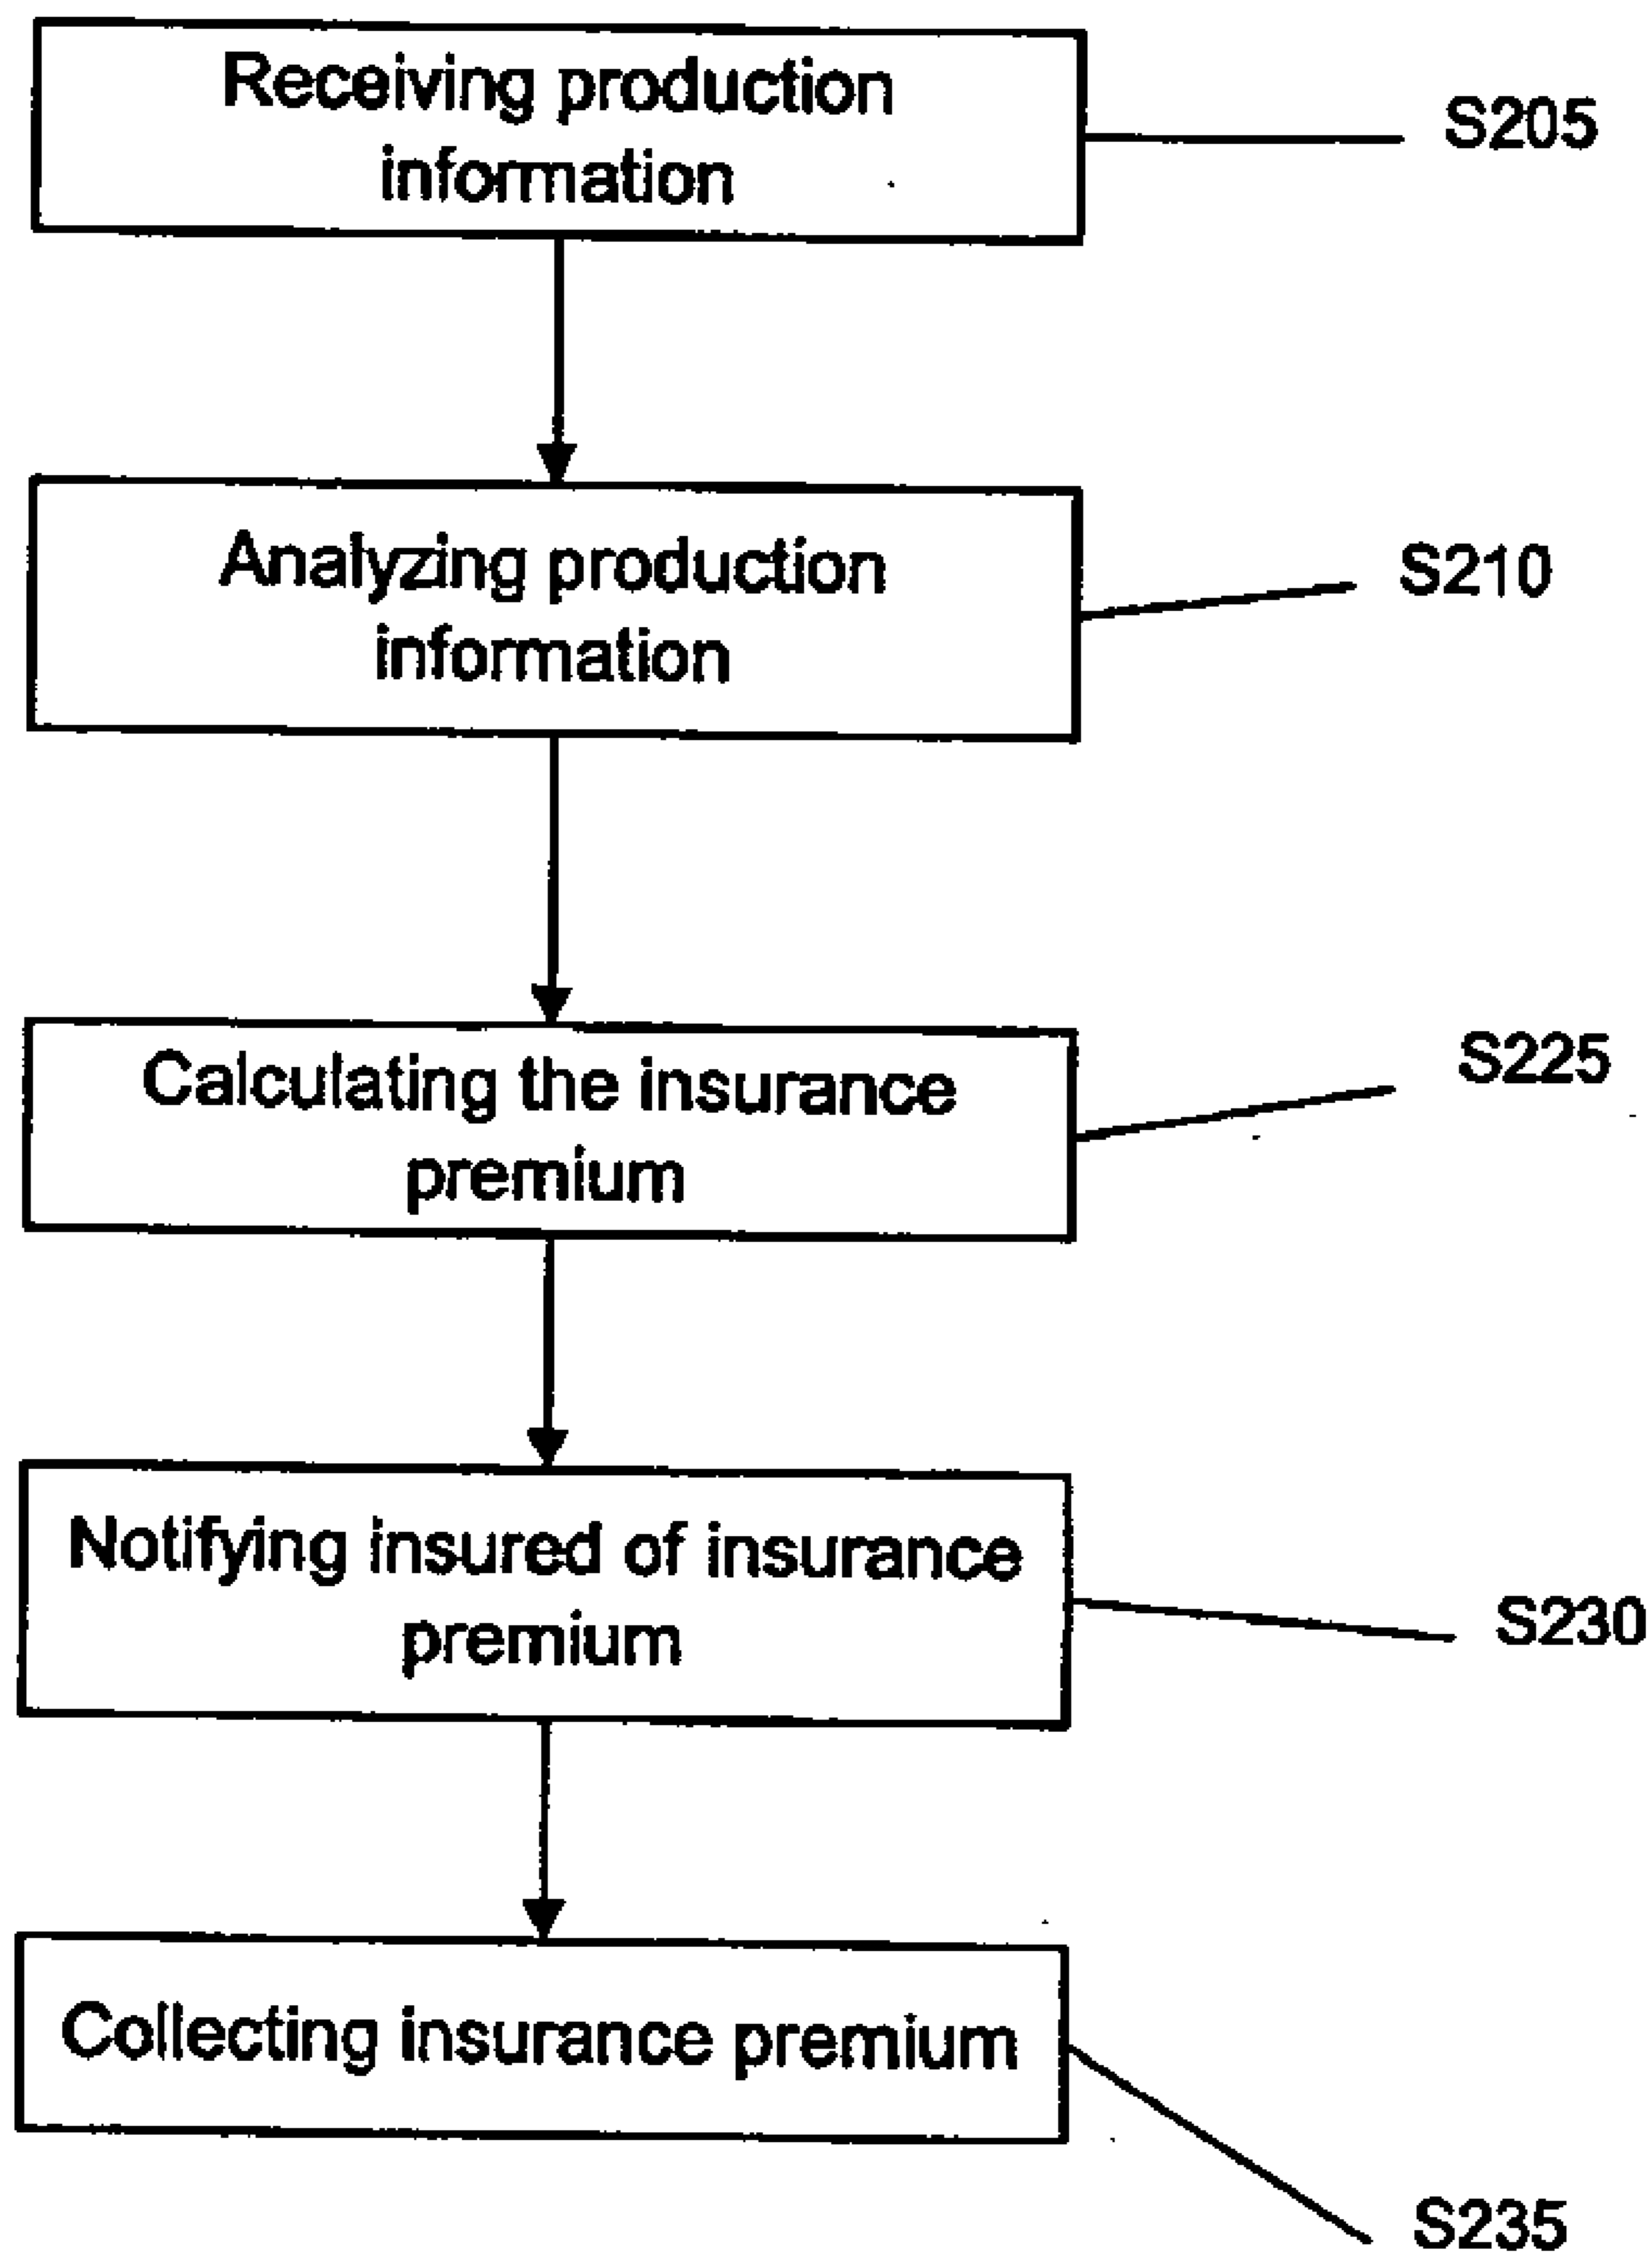 Receiving production
information
S205
Analyzing production
information
S210
Calculating the insurance
premium
S225
Notifying insured of insurance
premium
S230
Collecting insurance premium
S235